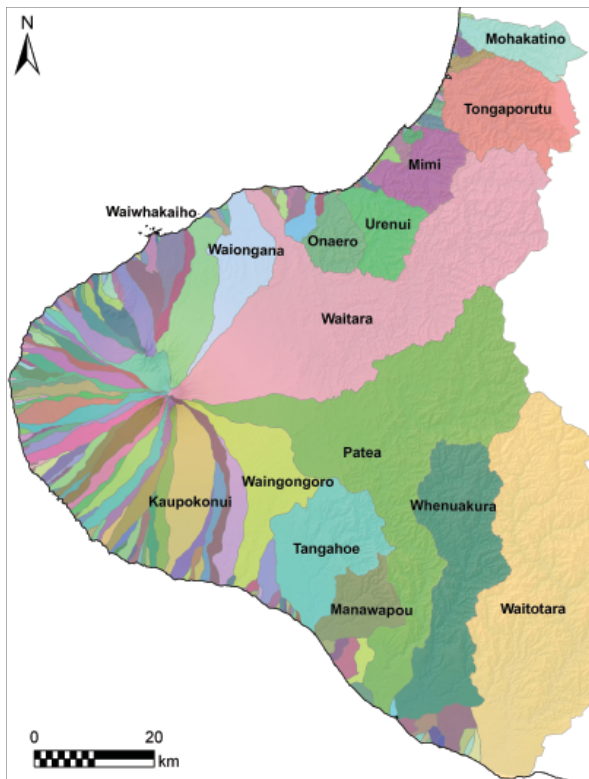 N
Mohakatino
Tongaporutu
Mimi
Waiwhakaiho
Urenui
Onaero
Waiongana
Waitara
Patea
Waingongoro
Kaupokonui
Whenuakura
Tangahoe
Manawapou
Waitotara
0 20
km